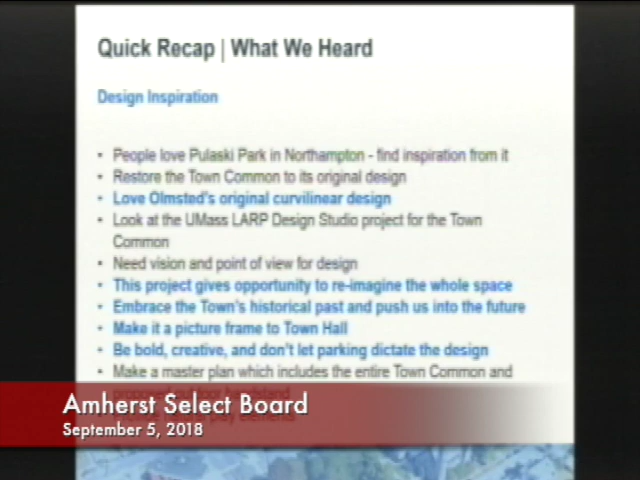 Quick Recap | What We Heard
Design Inspiration
• People love Pulaski Park in Northampton - find inspiration from it
• Restore the Town Common to its original design
• Love Olmsted's original curvilinear design
• Look at the UMass LARP Design Studio project for the Town
Common
• Need vision and point of view for design
• This project gives opportunity to re-imagine the whole space
• Embrace the Town's historical past and push us into the future
• Make it a picture frame to Town Hall
• Be bold, creative, and don't let parking dictate the design
• Make a master plan which includes the entire Town Common and
Amherst Select Board
September 5, 2018